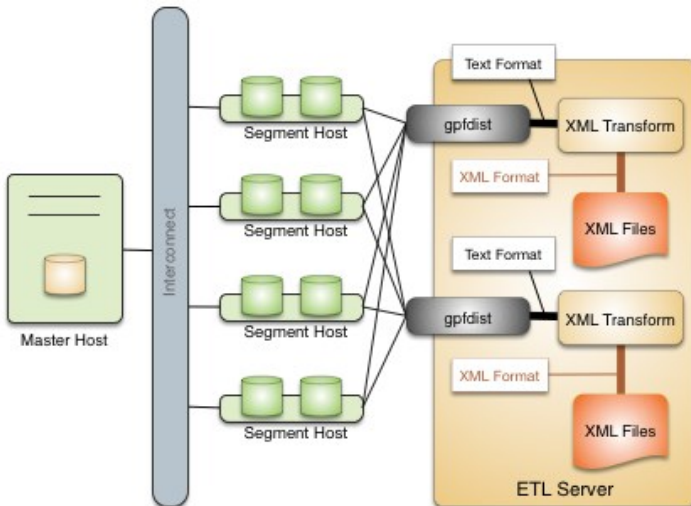 Text Format
gpfdist
XML Transform
Segment Host
XML Format
XML Files
Segment Host
Interconnect
Text Format
Master Host
gpfdist
XML Transform
Segment Host
XML Format
XML Files
Segment Host
ETL Server